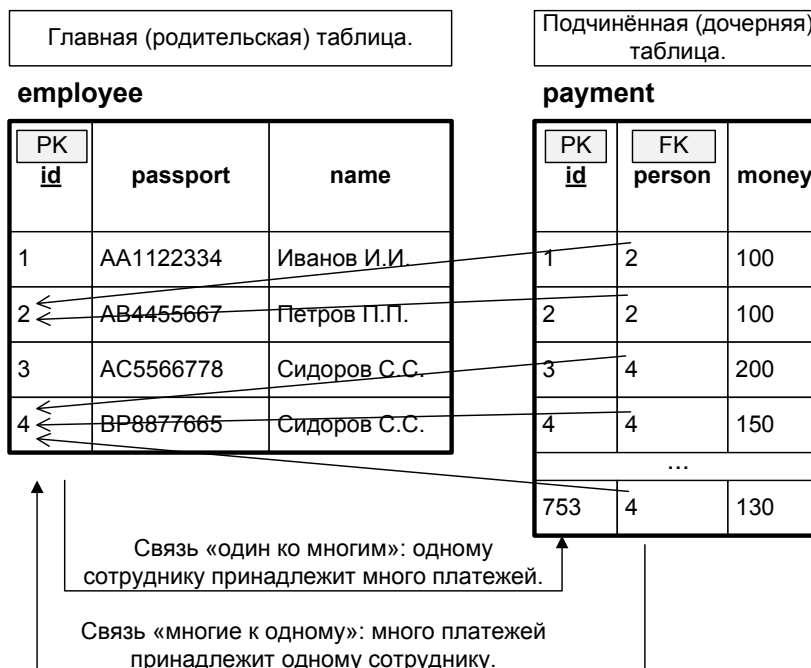 Главная (родительская) таблица.
Подчинённая (дочерняя)
таблица.
employee
PK
id
passport
name
1
AA1122334
Иванов И.И.
2
AB4455667
Петров П.П.
3
AC5566778
Сидоров С.С.
4
BP8877665
Сидоров С.С.
payment
PK
id
FK
person
money
1
2
100
2
2
100
3
4
200
4
4
150
...
753
4
130
Связь «один ко многим»: одному
сотруднику принадлежит много платежей.
Связь «многие к одному»: много платежей
принадлежит одному сотруднику.